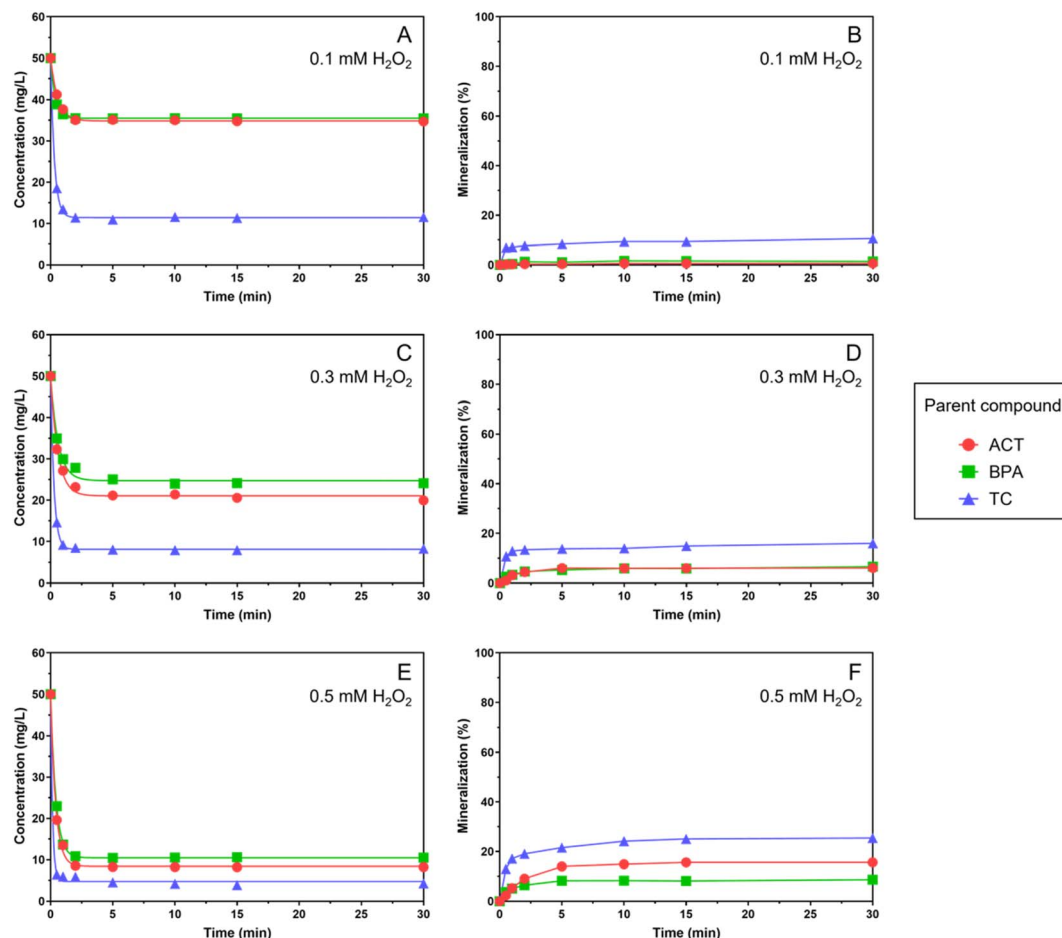 A
0.1 mM H₂O₂
Concentration (mg/L)
60
50
40
30
20
10
0
0 5 10 15 20 25 30
Time (min)
B
0.1 mM H₂O₂
Mineralization (%)
100
80
60
40
20
0
0 5 10 15 20 25 30
Time (min)
C
0.3 mM H₂O₂
Concentration (mg/L)
60
50
40
30
20
10
0
0 5 10 15 20 25 30
Time (min)
D
0.3 mM H₂O₂
Mineralization (%)
100
80
60
40
20
0
0 5 10 15 20 25 30
Time (min)
Parent compound
ACT
BPA
TC
E
0.5 mM H₂O₂
Concentration (mg/L)
60
50
40
30
20
10
0
0 5 10 15 20 25 30
Time (min)
F
0.5 mM H₂O₂
Mineralization (%)
100
80
60
40
20
0
0 5 10 15 20 25 30
Time (min)